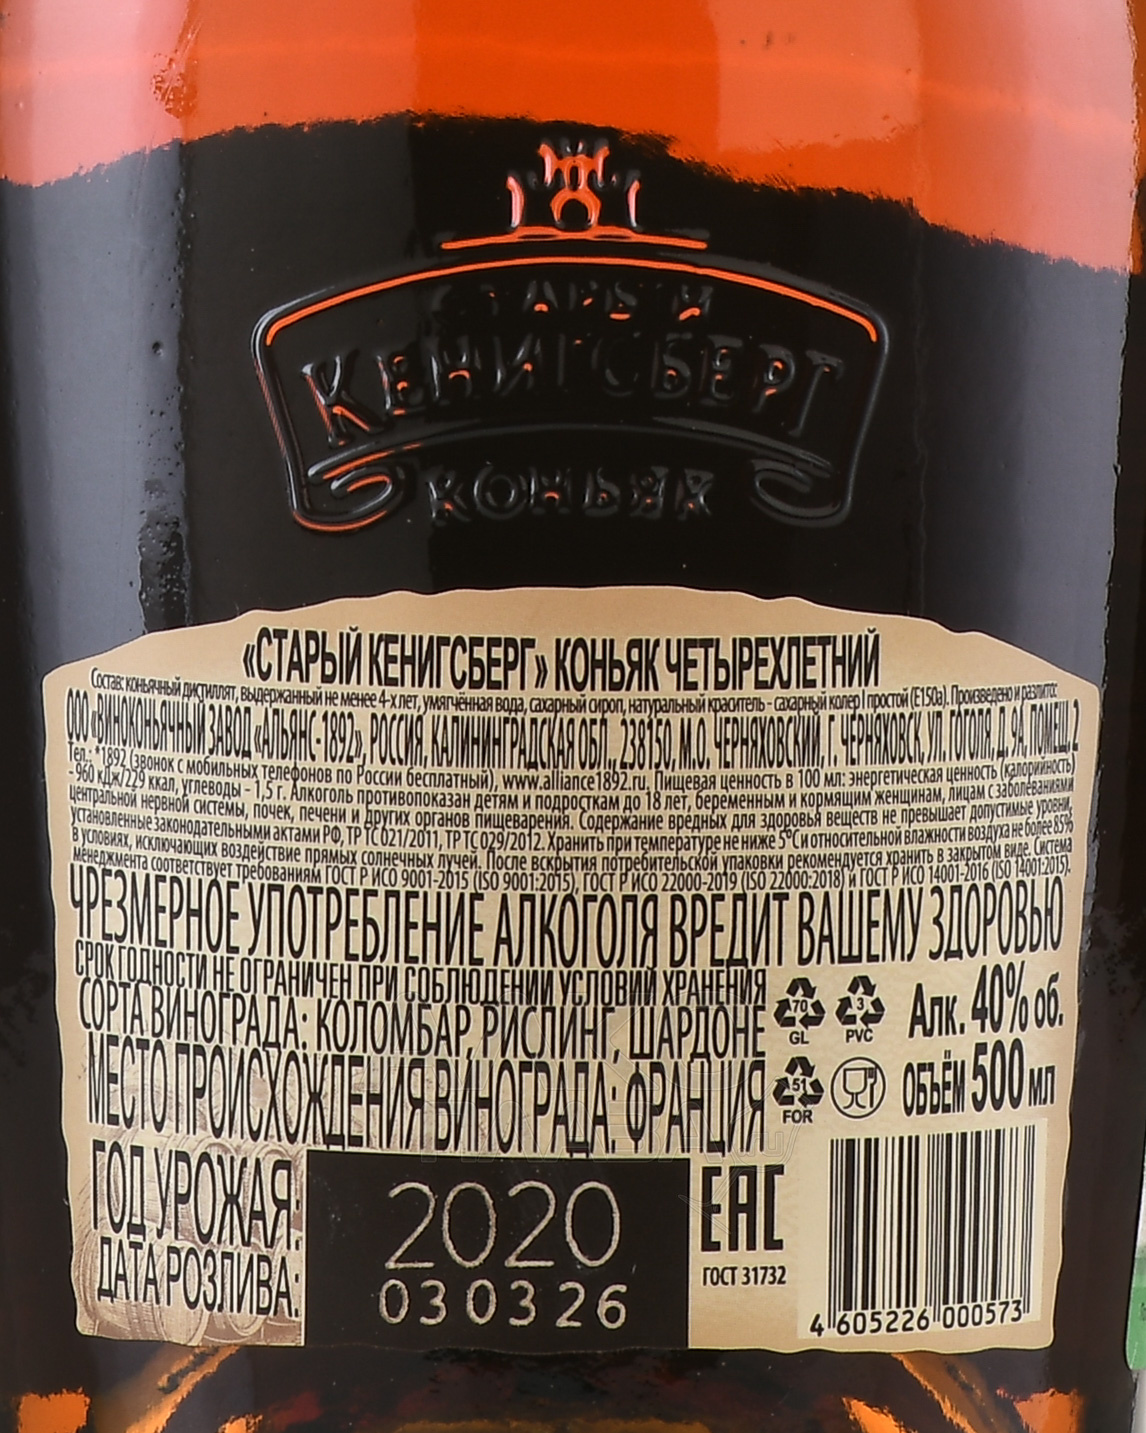 СТАРЫЙ
КЕНИГСБЕРГ
КОНЬЯК
«СТАРЫЙ КЕНИГСБЕРГ» КОНЬЯК ЧЕТЫРЕХЛЕТНИЙ
Состав: коньячный дистиллят, выдержанный не менее 4-х лет, умягчённая вода, сахарный сироп, натуральный краситель - сахарный колер I простой (Е150а). Произведено и разлито:
ООО «ВИНОКОНЬЯЧНЫЙ ЗАВОД «АЛЬЯНС-1892», РОССИЯ, КАЛИНИНГРАДСКАЯ ОБЛ., 238150, М.О. ЧЕРНЯХОВСКИЙ, Г. ЧЕРНЯХОВСК, УЛ. ГОГОЛЯ, Д. 9А, ПОМЕЩ. 2
Тел.: *1892 (звонок с мобильных телефонов по России бесплатный), www.alliance1892.ru. Пищевая ценность в 100 мл: энергетическая ценность (калорийность)
- 960 кДж/229 ккал, углеводы - 1,5 г. Алкоголь противопоказан детям и подросткам до 18 лет, беременным и кормящим женщинам, лицам с заболеваниями
центральной нервной системы, почек, печени и других органов пищеварения. Содержание вредных для здоровья веществ не превышает допустимые уровни,
установленные законодательными актами РФ, ТР ТС 021/2011, ТР ТС 029/2012. Хранить при температуре не ниже 5°С и относительной влажности воздуха не более 85%
в условиях, исключающих воздействие прямых солнечных лучей. После вскрытия потребительской упаковки рекомендуется хранить в закрытом виде. Система
менеджмента соответствует требованиям ГОСТ Р ИСО 9001-2015 (ISO 9001:2015), ГОСТ Р ИСО 22000-2019 (ISO 22000:2018) и ГОСТ Р ИСО 14001-2016 (ISO 14001:2015).
ЧРЕЗМЕРНОЕ УПОТРЕБЛЕНИЕ АЛКОГОЛЯ ВРЕДИТ ВАШЕМУ ЗДОРОВЬЮ
СРОК ГОДНОСТИ НЕ ОГРАНИЧЕН ПРИ СОБЛЮДЕНИИ УСЛОВИЙ ХРАНЕНИЯ
СОРТА ВИНОГРАДА: КОЛОМБАР, РИСЛИНГ, ШАРДОНЕ
МЕСТО ПРОИСХОЖДЕНИЯ ВИНОГРАДА: ФРАНЦИЯ
70
GL
3
PVC
51
FOR
Алк. 40% об.
ОБЪЁМ 500 мл
ГОД УРОЖАЯ:
2020
ДАТА РОЗЛИВА:
030326
EAC
ГОСТ 31732
4 605226 000573